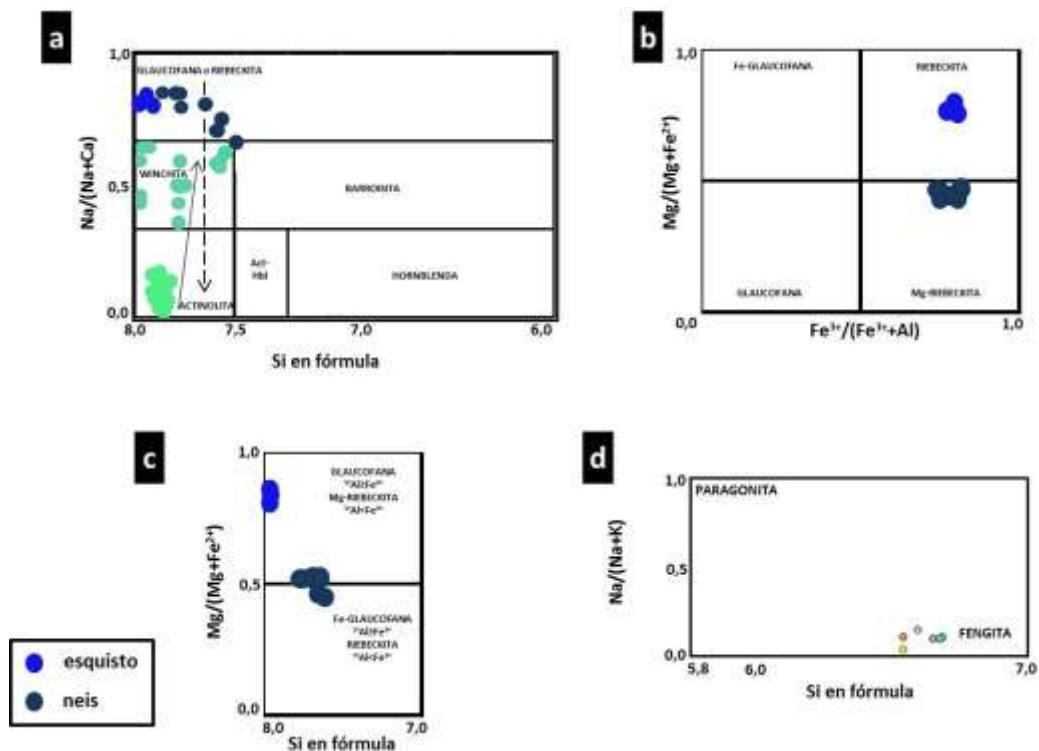 a
1,0
GLAUCOFANA o RIEBECKITA
Na/(Na+Ca)
0,5
WINCHITA
BARROISITA
Act-
Hbl
HORNBLENDA
ACTINOLITA
0,0
8,0
7,5
7,0
6,0
Si en fórmula
b
1,0
Fe-GLAUCOFANA
RIEBECKITA
Mg/(Mg+Fe²⁺)
0,5
GLAUCOFANA
Mg-RIEBECKITA
0,0
1,0
Fe³⁺/(Fe³⁺+Al)
c
1,0
GLAUCOFANA
Mg-RIEBECKITA
Mg/(Mg+Fe²⁺)
0,5
Fe-GLAUCOFANA
RIEBECKITA
0,0
8,0
7,0
Si en fórmula
d
1,0
PARAGONITA
Na/(Na+K)
0,5
FENGITA
0,0
5,8
6,0
7,0
Si en fórmula
esquisto
neis